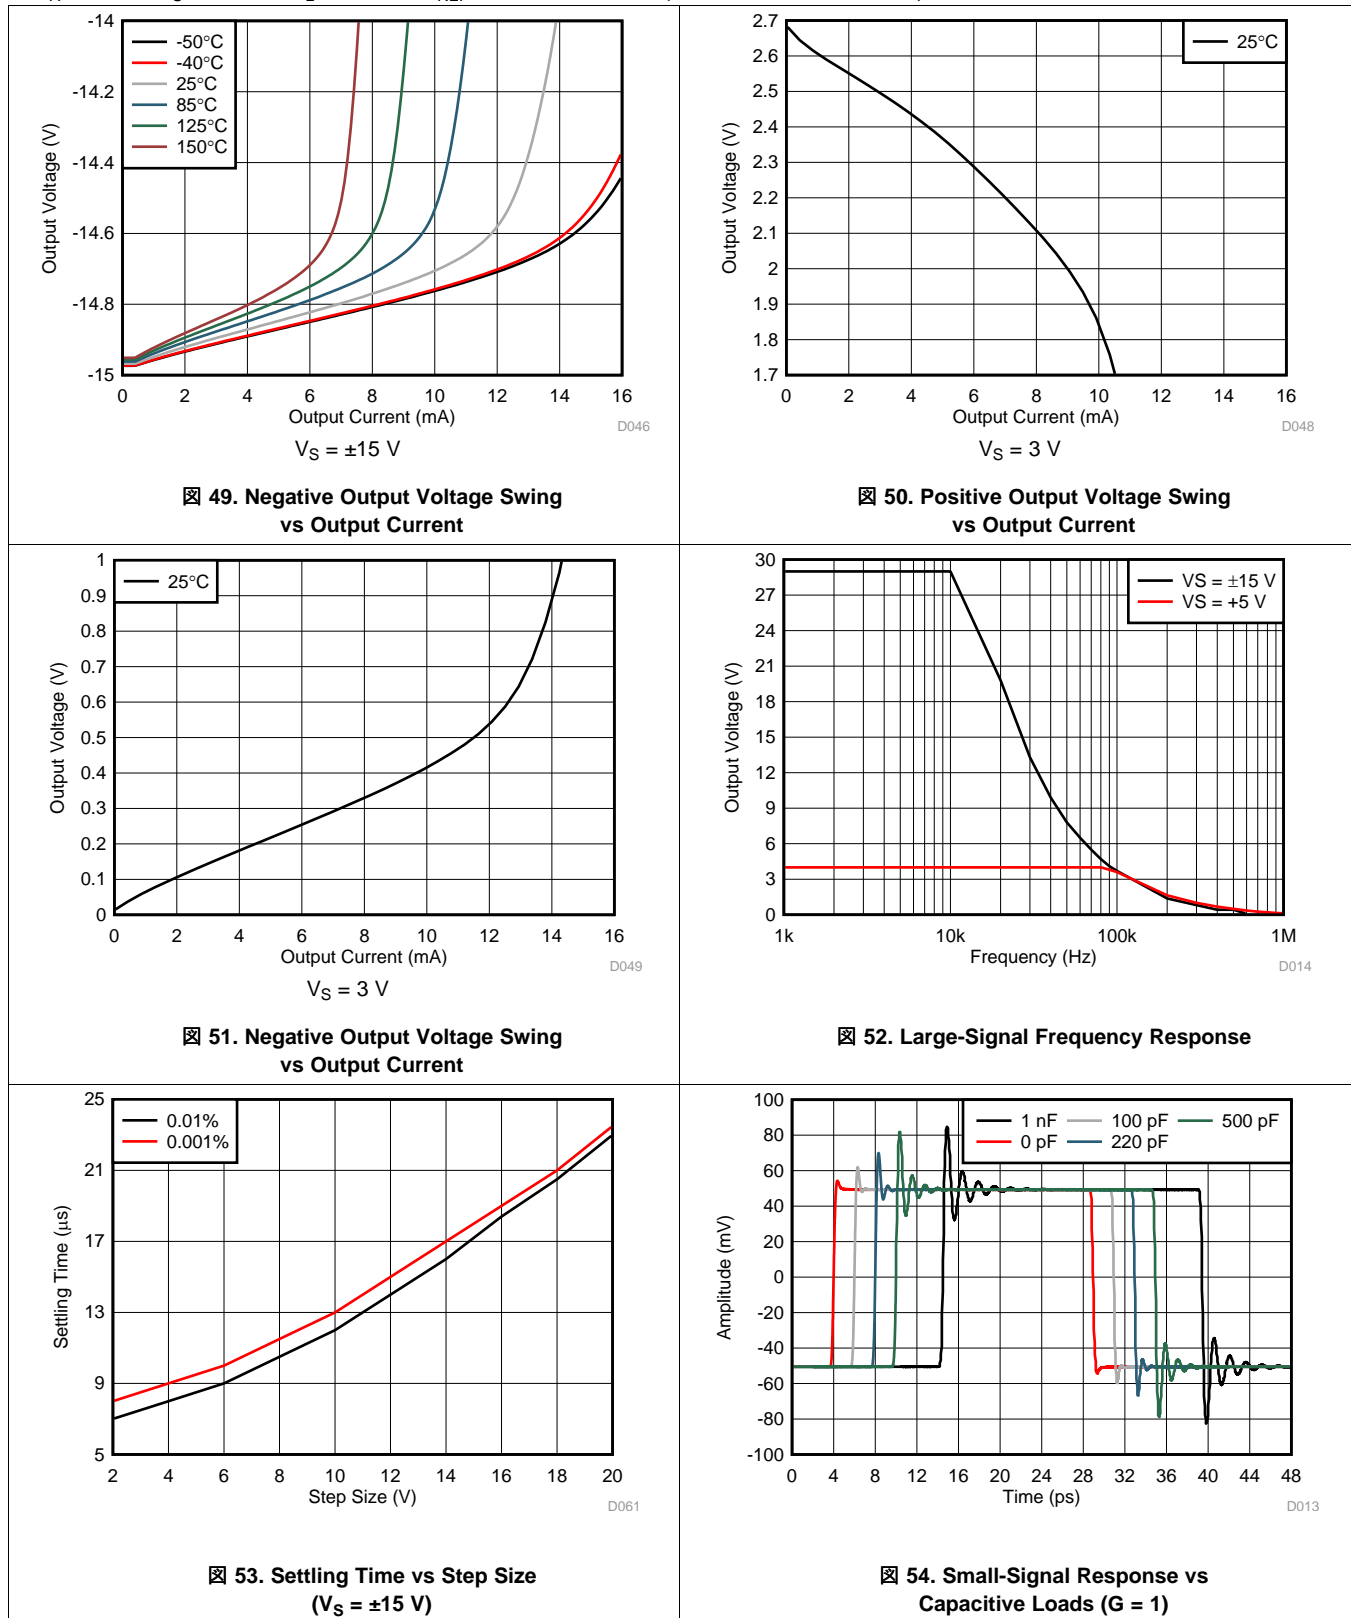 -14
-14.2
-14.4
-14.6
-14.8
-15
Output Voltage (V)
-50°C
-40°C
25°C
85°C
125°C
150°C
0 2 4 6 8 10 12 14 16
Output Current (mA)
D046
VS = ±15 V
図 49. Negative Output Voltage Swing
vs Output Current
2.7
2.6
2.5
2.4
2.3
2.2
2.1
2
1.9
1.8
1.7
Output Voltage (V)
25°C
0 2 4 6 8 10 12 14 16
Output Current (mA)
D048
VS = 3 V
図 50. Positive Output Voltage Swing
vs Output Current
1
0.9
0.8
0.7
0.6
0.5
0.4
0.3
0.2
0.1
0
Output Voltage (V)
25°C
0 2 4 6 8 10 12 14 16
Output Current (mA)
D049
VS = 3 V
図 51. Negative Output Voltage Swing
vs Output Current
30
27
24
21
18
15
12
9
6
3
0
Output Voltage (V)
VS = ±15 V
VS = +5 V
1k 10k 100k 1M
Frequency (Hz)
D014
図 52. Large-Signal Frequency Response
25
21
17
13
9
5
Settling Time (µs)
0.01%
0.001%
2 4 6 8 10 12 14 16 18 20
Step Size (V)
D061
図 53. Settling Time vs Step Size
(VS = ±15 V)
100
80
60
40
20
0
-20
-40
-60
-80
-100
Amplitude (mV)
1 nF 100 pF 500 pF
0 pF 220 pF
0 4 8 12 16 20 24 28 32 36 40 44 48
Time (ps)
D013
図 54. Small-Signal Response vs
Capacitive Loads (G = 1)